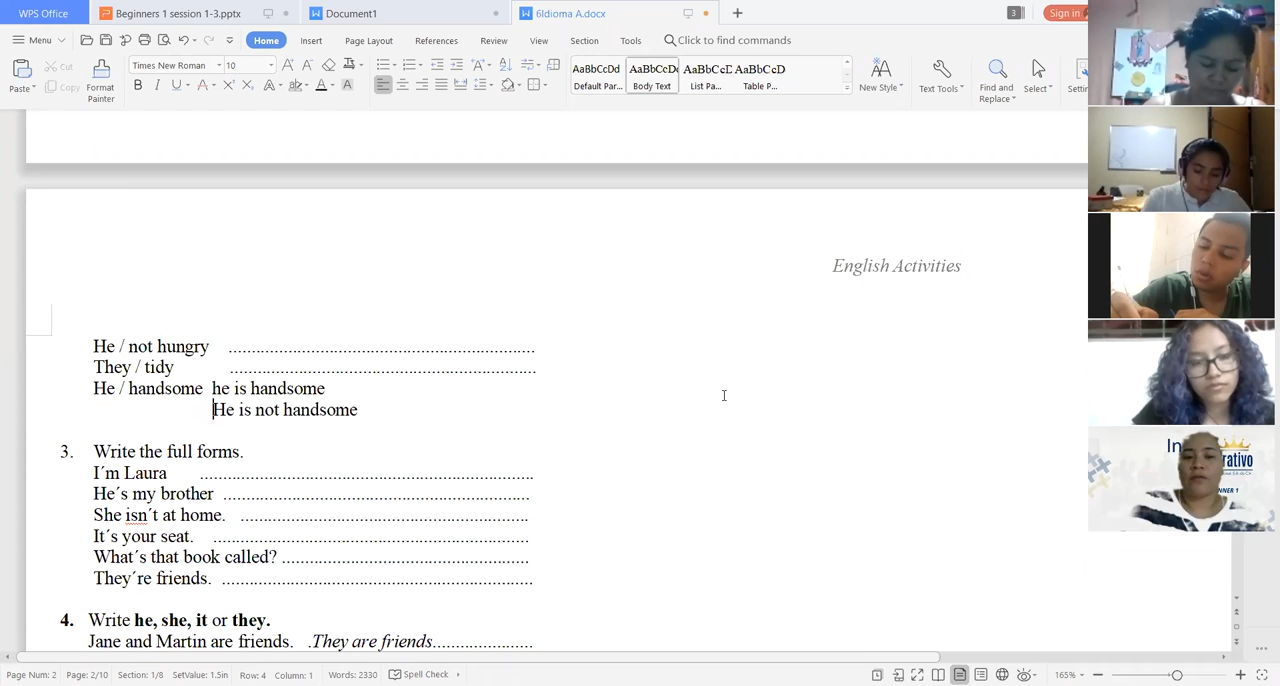 WPS Office
Beginners 1 session 1-3.pptx
Document1
6Idioma A.docx
3
Sign in
Menu
Home
Insert
Page Layout
References
Review
View
Section
Tools
Click to find commands
Paste
Cut
Copy
Format Painter
Times New Roman
10
AaBbCcDd
Default Par...
AaBbCcD
Body Text
AaBbCcD
List Pa...
AaBbCcD
Table P...
New Style
Text Tools
Find and Replace
Select
English Activities
He / not hungry ..................................................................
They / tidy ..................................................................
He / handsome he is handsome
He is not handsome
3. Write the full forms.
I´m Laura ........................................................................
He´s my brother ..................................................................
She isn´t at home. ..............................................................
It´s your seat. ....................................................................
What´s that book called? .....................................................
They´re friends. ..................................................................
4. Write he, she, it or they.
Jane and Martin are friends. .They are friends......................
Page Num: 2
Page: 2/10
Section: 1/8
SetValue: 1.5in
Row: 4
Column: 1
Words: 2330
Spell Check
165%